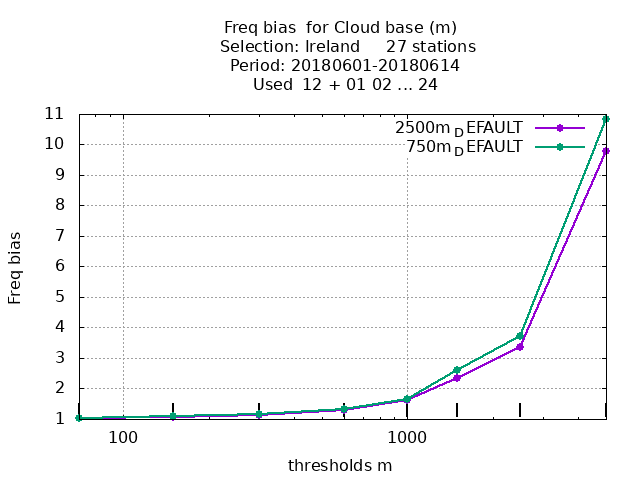 Freq bias  for Cloud base (m)
Selection: Ireland     27 stations
Period: 20180601-20180614
Used  12 + 01 02 ... 24
2500m_DEFAULT
750m_DEFAULT
11
10
9
8
7
6
5
4
3
2
1
Freq bias
100 1000
thresholds m